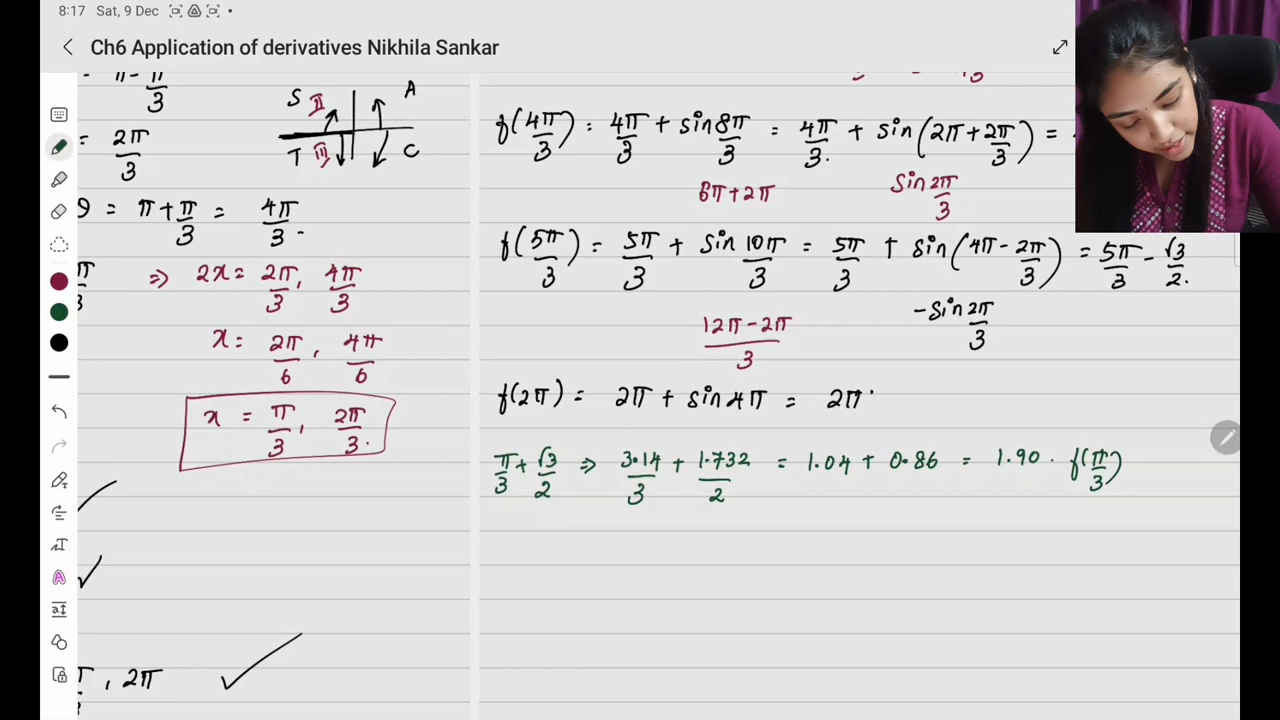 8:17 Sat, 9 Dec
Ch6 Application of derivatives Nikhila Sankar
= π - π/3
= 2π/3
S II A
T III C
θ = π + π/3 = 4π/3.
π/3 ⇒ 2x = 2π/3, 4π/3
x = 2π/6, 4π/6
x = π/3, 2π/3.
, 2π
f(4π/3) = 4π/3 + sin 8π/3 = 4π/3. + sin(2π + 2π/3) =
6π + 2π sin 2π/3
f(5π/3) = 5π/3 + sin 10π/3 = 5π/3 + sin(4π - 2π/3) = 5π/3 - √3/2.
12π - 2π/3 - sin 2π/3
f(2π) = 2π + sin 4π = 2π.
π/3 + √3/2 ⇒ 3.14/3 + 1.732/2 = 1.04 + 0.86 = 1.90. f(π/3)